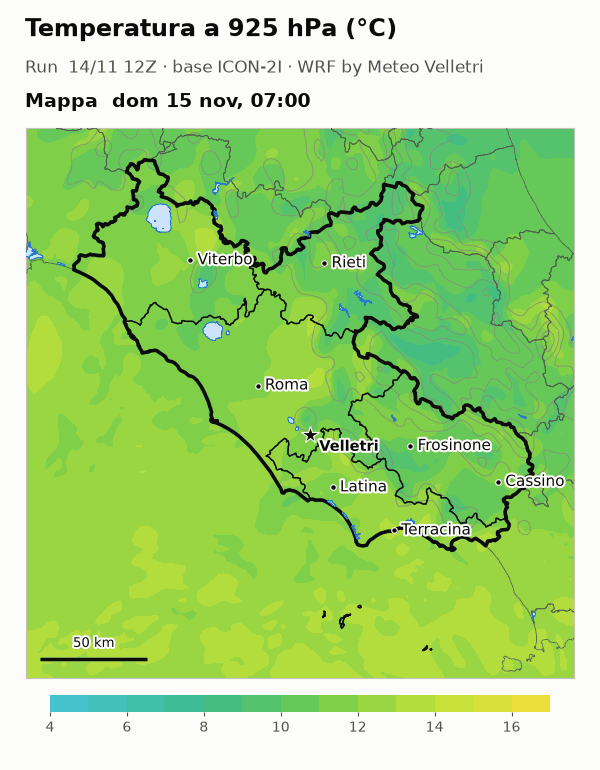 Temperatura a 925 hPa (°C)
Run  14/11 12Z · base ICON-2I · WRF by Meteo Velletri
Mappa  dom 15 nov, 07:00
Viterbo
Rieti
Roma
Velletri
Frosinone
Cassino
Latina
Terracina
50 km
4 6 8 10 12 14 16